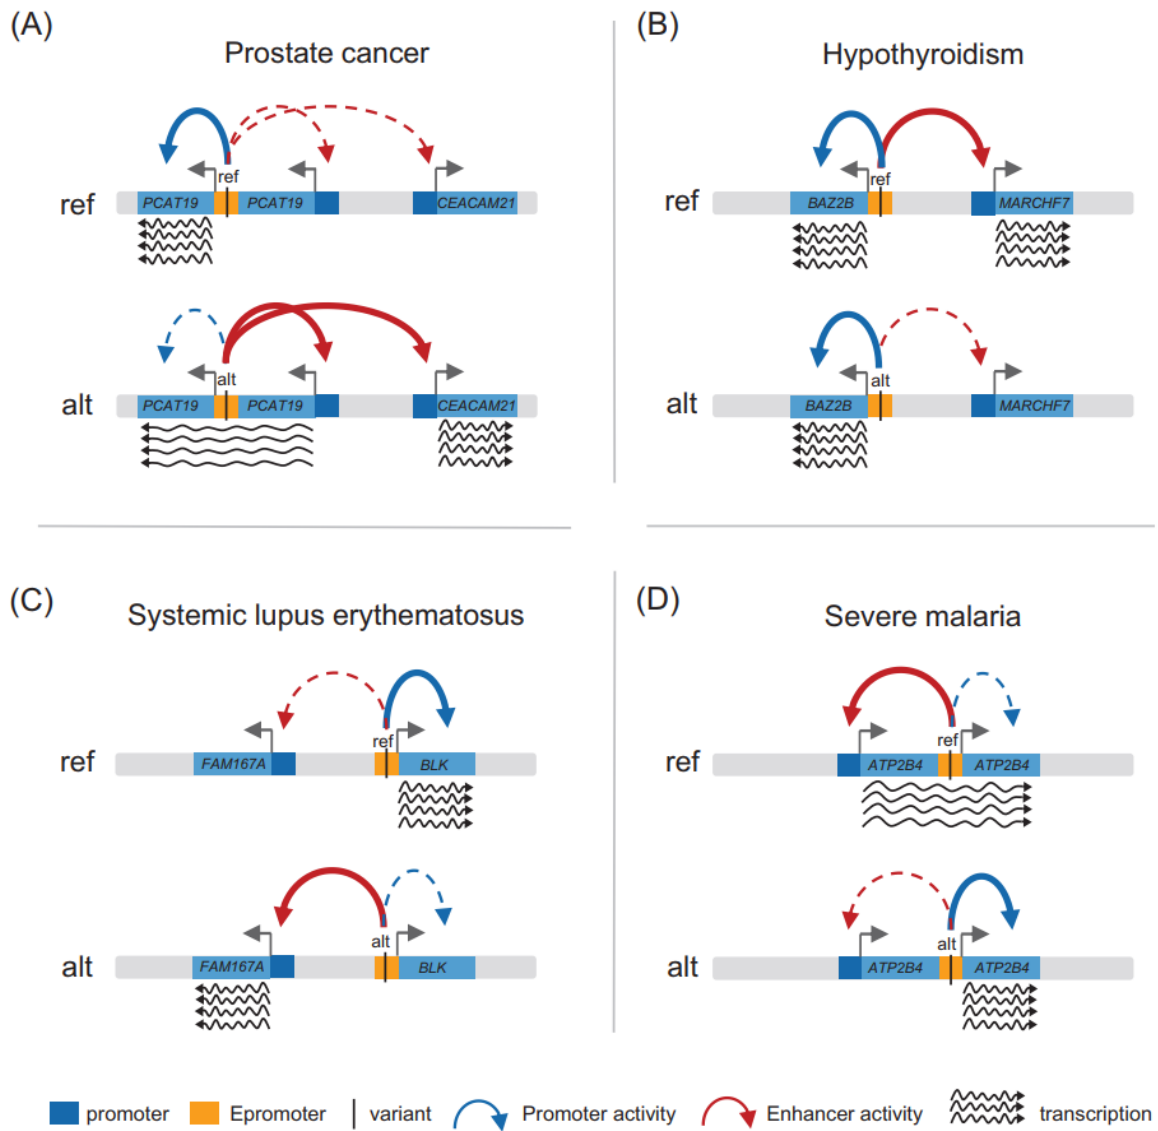 (A)
Prostate cancer
ref
ref
PCAT19
PCAT19
CEACAM21
alt
alt
PCAT19
PCAT19
CEACAM21
(B)
Hypothyroidism
ref
ref
BAZ2B
MARCHF7
alt
alt
BAZ2B
MARCHF7
(C)
Systemic lupus erythematosus
ref
ref
FAM167A
BLK
alt
alt
FAM167A
BLK
(D)
Severe malaria
ref
ref
ATP2B4
ATP2B4
alt
alt
ATP2B4
ATP2B4
promoter
Epromoter
variant
Promoter activity
Enhancer activity
transcription